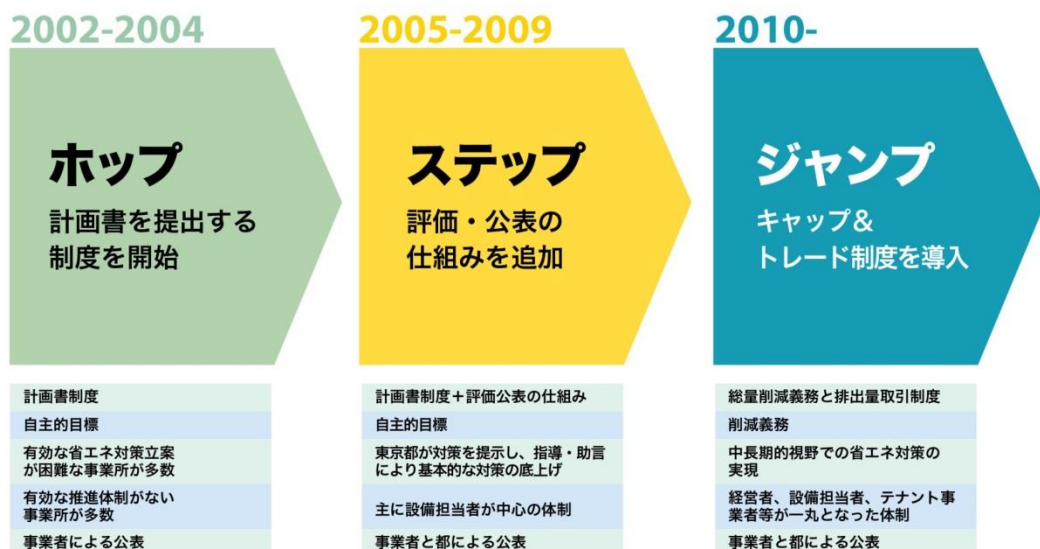 2002-2004
ホップ
計画書を提出する
制度を開始
計画書制度
自主的目標
有効な省エネ対策立案
が困難な事業所が多数
有効な推進体制がない
事業所が多数
事業者による公表
2005-2009
ステップ
評価・公表の
仕組みを追加
計画書制度＋評価公表の仕組み
自主的目標
東京都が対策を提示し、指導・助言
により基本的な対策の底上げ
主に設備担当者が中心の体制
事業者と都による公表
2010-
ジャンプ
キャップ＆
トレード制度を導入
総量削減義務と排出量取引制度
削減義務
中長期的視野での省エネ対策の
実現
経営者、設備担当者、テナント事
業者等が一丸となった体制
事業者と都による公表